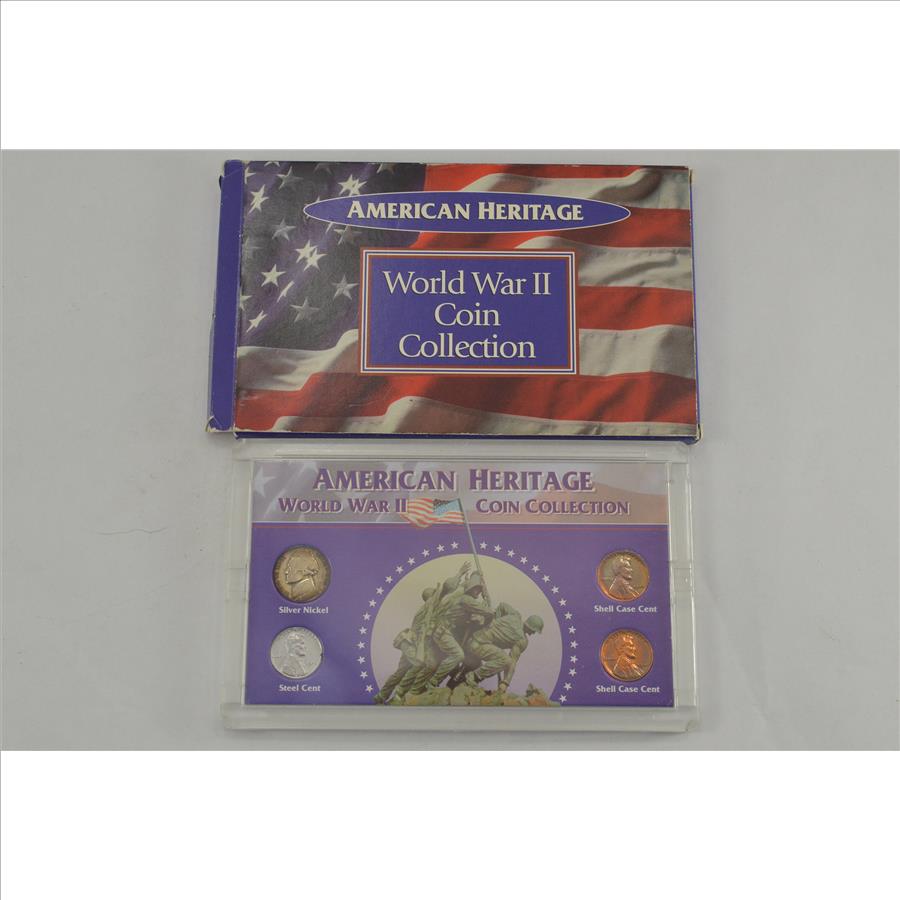 AMERICAN HERITAGE
World War II
Coin
Collection
AMERICAN HERITAGE
WORLD WAR II COIN COLLECTION
Silver Nickel
Shell Case Cent
Steel Cent
Shell Case Cent